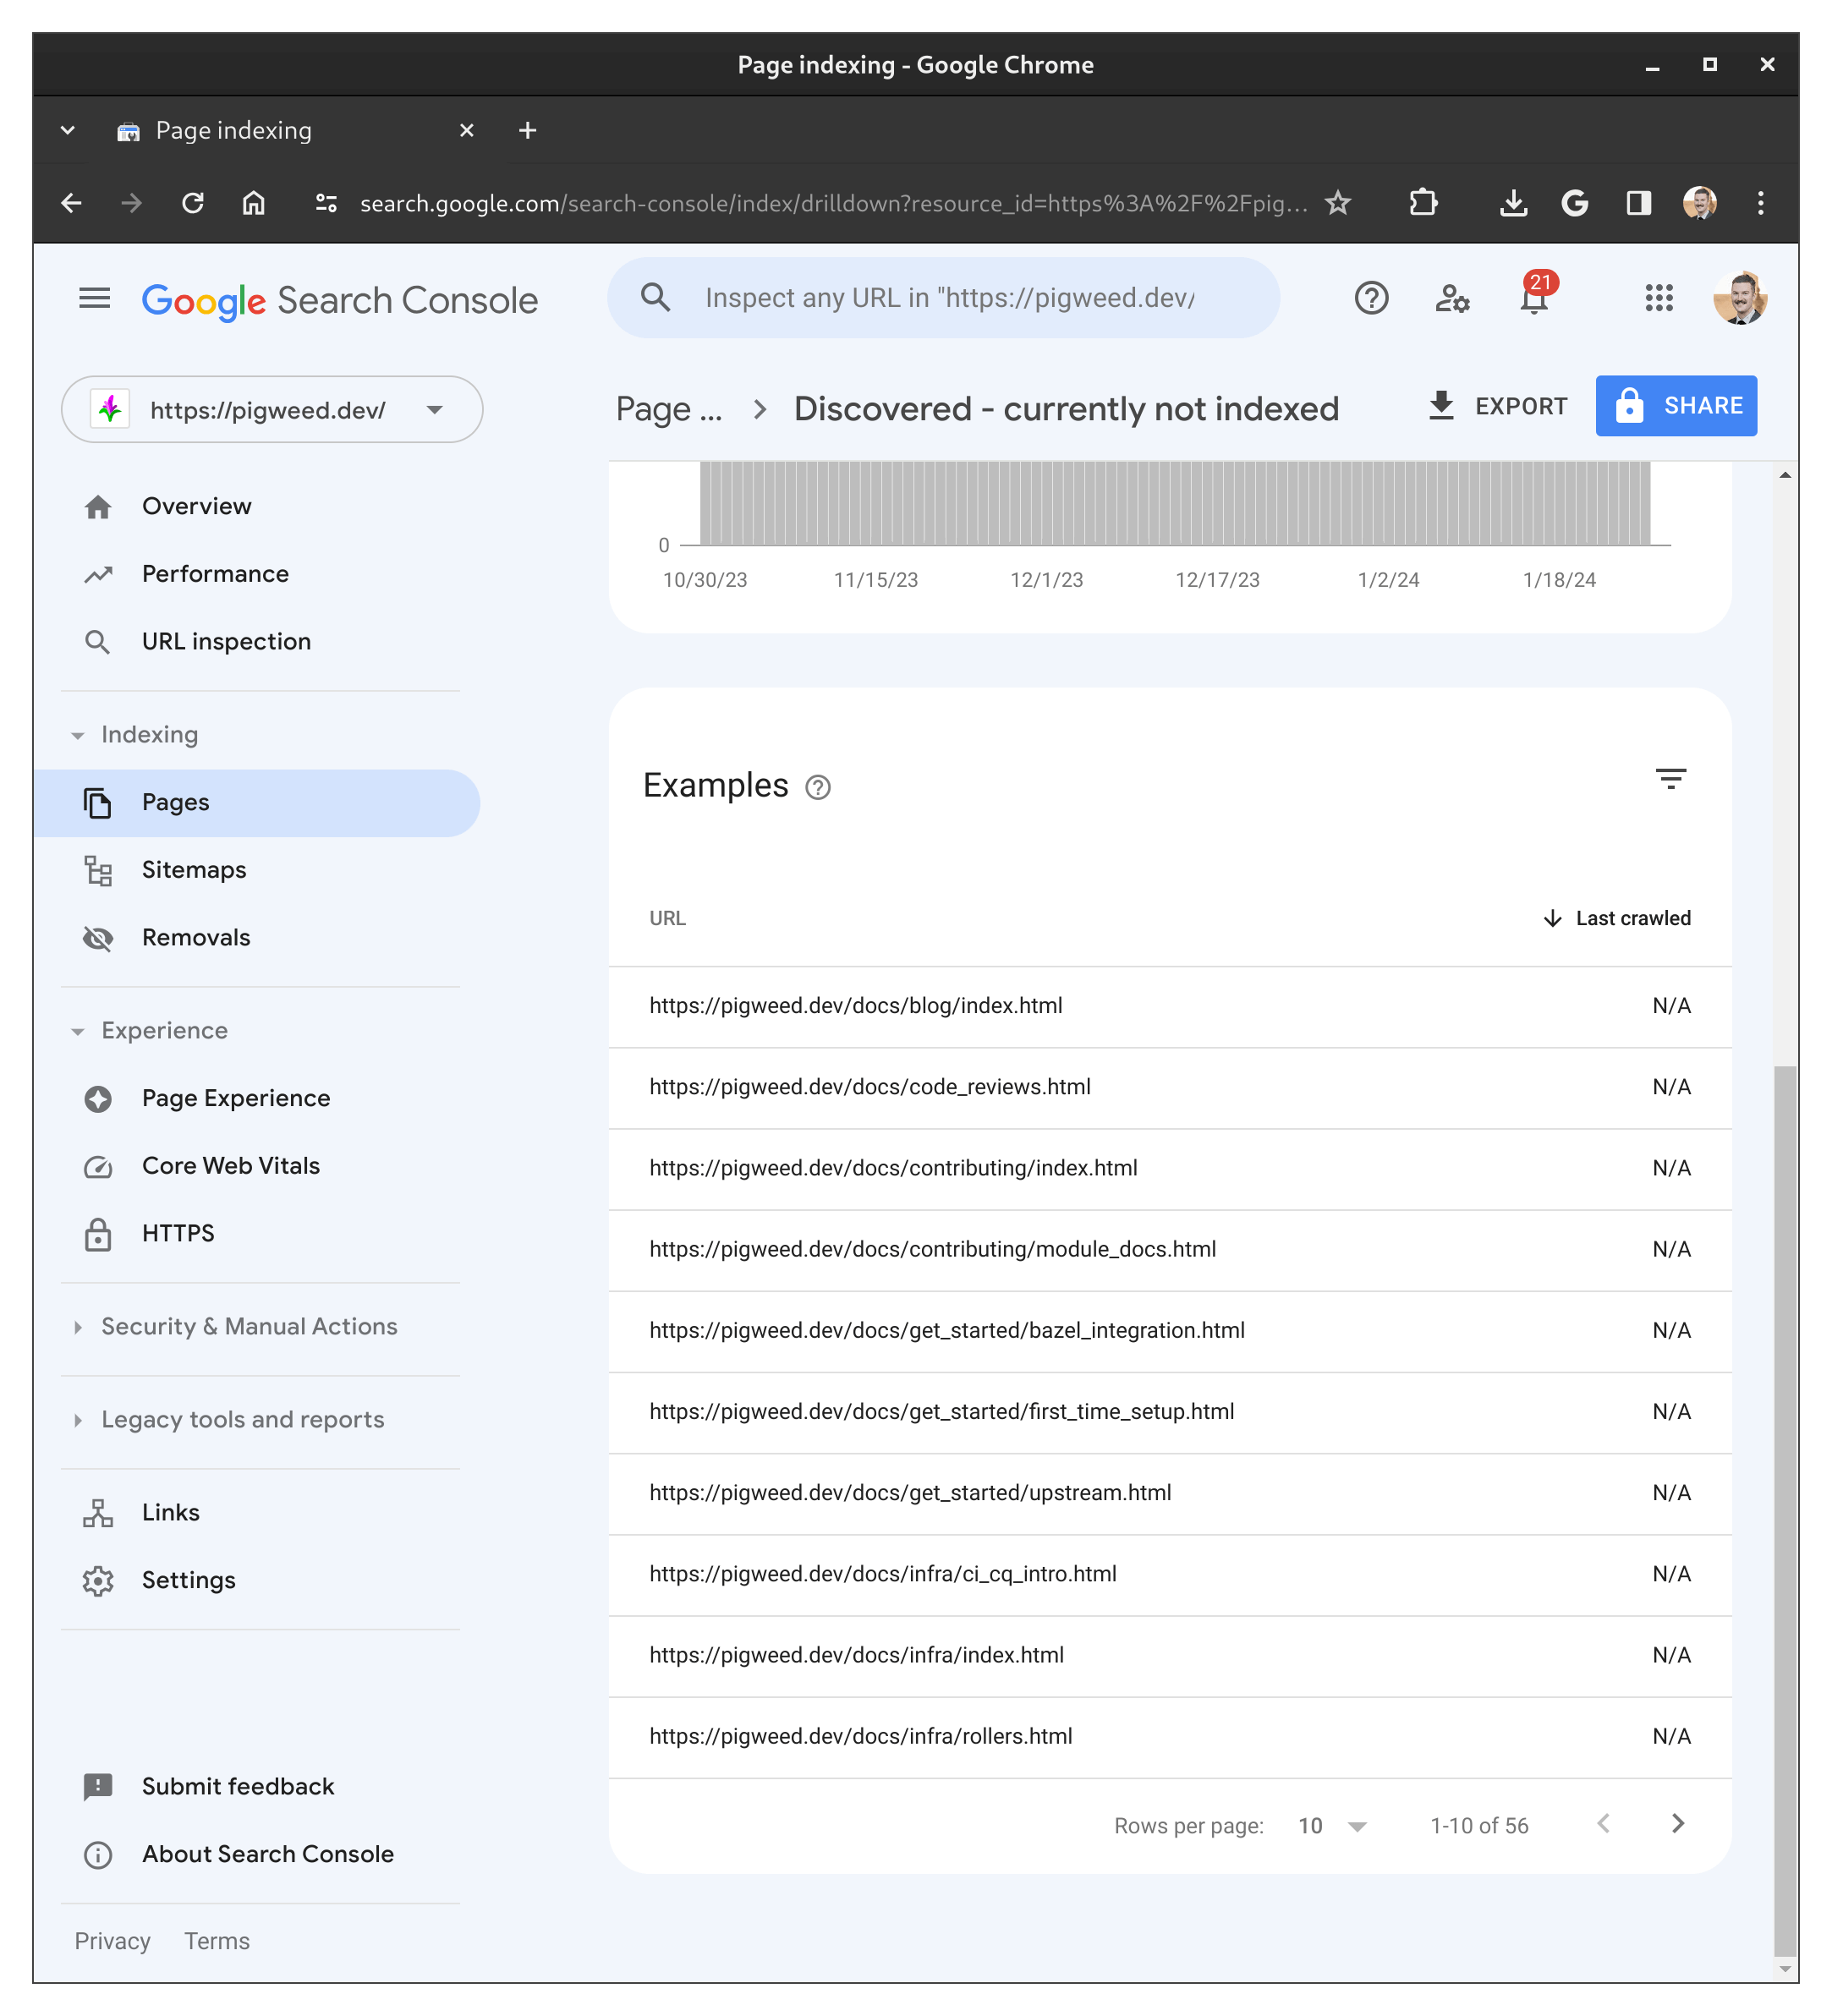 Page indexing - Google Chrome
Page indexing
search.google.com/search-console/index/drilldown?resource_id=https%3A%2F%2Fpig...
Google Search Console
Inspect any URL in "https://pigweed.dev/
21
https://pigweed.dev/
Page ...
Discovered - currently not indexed
EXPORT
SHARE
Overview
Performance
URL inspection
Indexing
Pages
Sitemaps
Removals
Experience
Page Experience
Core Web Vitals
HTTPS
Security & Manual Actions
Legacy tools and reports
Links
Settings
Submit feedback
About Search Console
Privacy Terms
0
10/30/23 11/15/23 12/1/23 12/17/23 1/2/24 1/18/24
Examples
URL Last crawled
https://pigweed.dev/docs/blog/index.html N/A
https://pigweed.dev/docs/code_reviews.html N/A
https://pigweed.dev/docs/contributing/index.html N/A
https://pigweed.dev/docs/contributing/module_docs.html N/A
https://pigweed.dev/docs/get_started/bazel_integration.html N/A
https://pigweed.dev/docs/get_started/first_time_setup.html N/A
https://pigweed.dev/docs/get_started/upstream.html N/A
https://pigweed.dev/docs/infra/ci_cq_intro.html N/A
https://pigweed.dev/docs/infra/index.html N/A
https://pigweed.dev/docs/infra/rollers.html N/A
Rows per page: 10 1-10 of 56